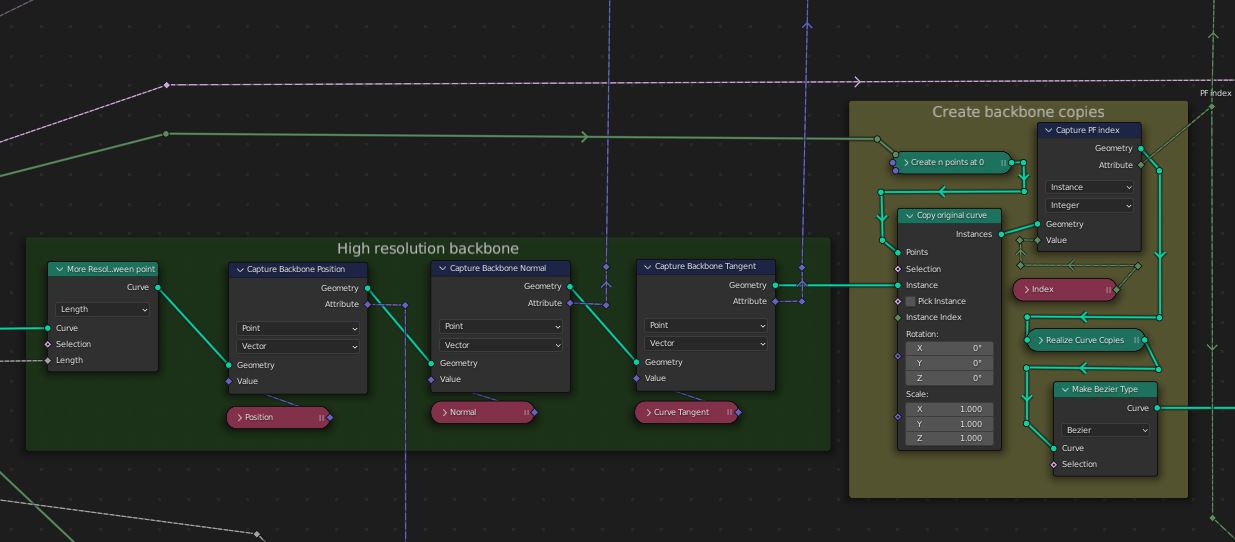 PF index
Create backbone copies
Capture PF index
Geometry
Attribute
Instance
Integer
Geometry
Value
Create n points at 0
Copy original curve
Instances
Points
Selection
Instance
Pick Instance
Instance Index
Rotation:
X 0°
Y 0°
Z 0°
Scale:
X 1.000
Y 1.000
Z 1.000
Index
Realize Curve Copies
Make Bezier Type
Curve
Bezier
Curve
Selection
High resolution backbone
More Resol...ween point
Curve
Length
Curve
Selection
Length
Capture Backbone Position
Geometry
Attribute
Point
Vector
Geometry
Value
Position
Capture Backbone Normal
Geometry
Attribute
Point
Vector
Geometry
Value
Normal
Capture Backbone Tangent
Geometry
Attribute
Point
Vector
Geometry
Value
Curve Tangent